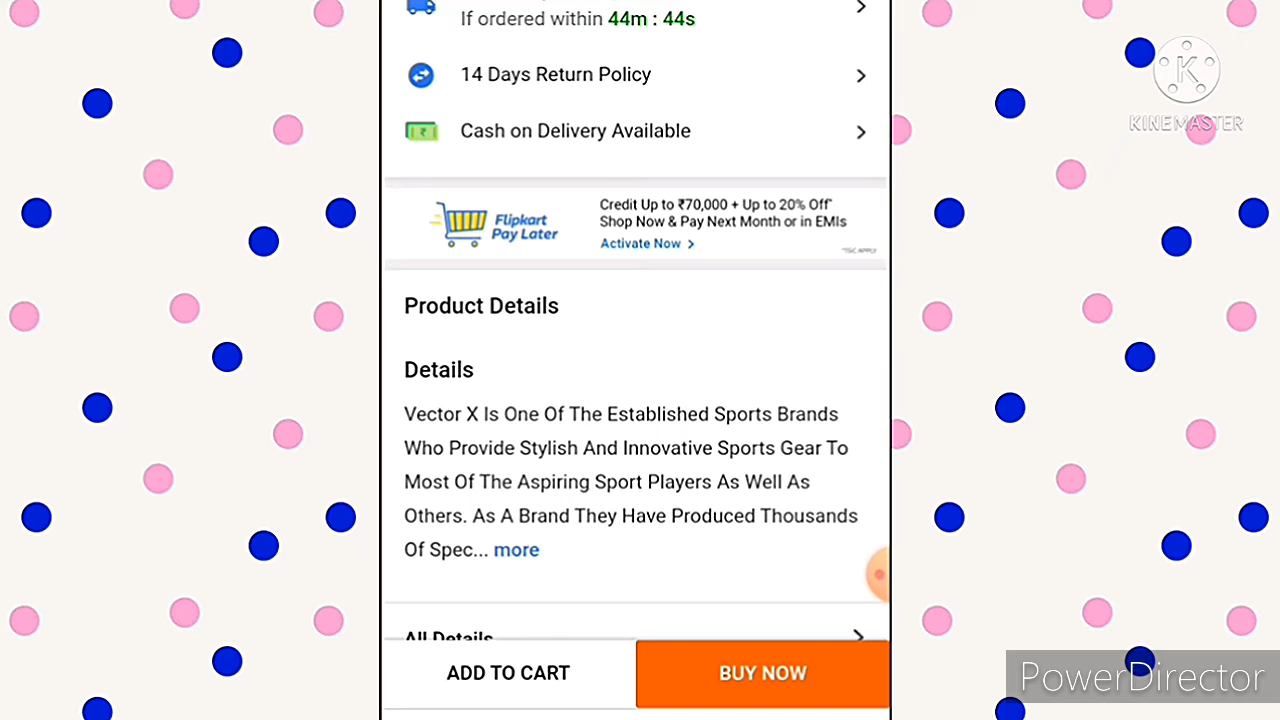 If ordered within 44m : 44s
14 Days Return Policy
Cash on Delivery Available
Flipkart
Pay Later
Credit Up to ₹70,000 + Up to 20% Off*
Shop Now & Pay Next Month or in EMIs
Activate Now >
*T&C APPLY
Product Details
Details
Vector X Is One Of The Established Sports Brands
Who Provide Stylish And Innovative Sports Gear To
Most Of The Aspiring Sport Players As Well As
Others. As A Brand They Have Produced Thousands
Of Spec... more
All Details
ADD TO CART
BUY NOW
K
KINEMASTER
PowerDirector